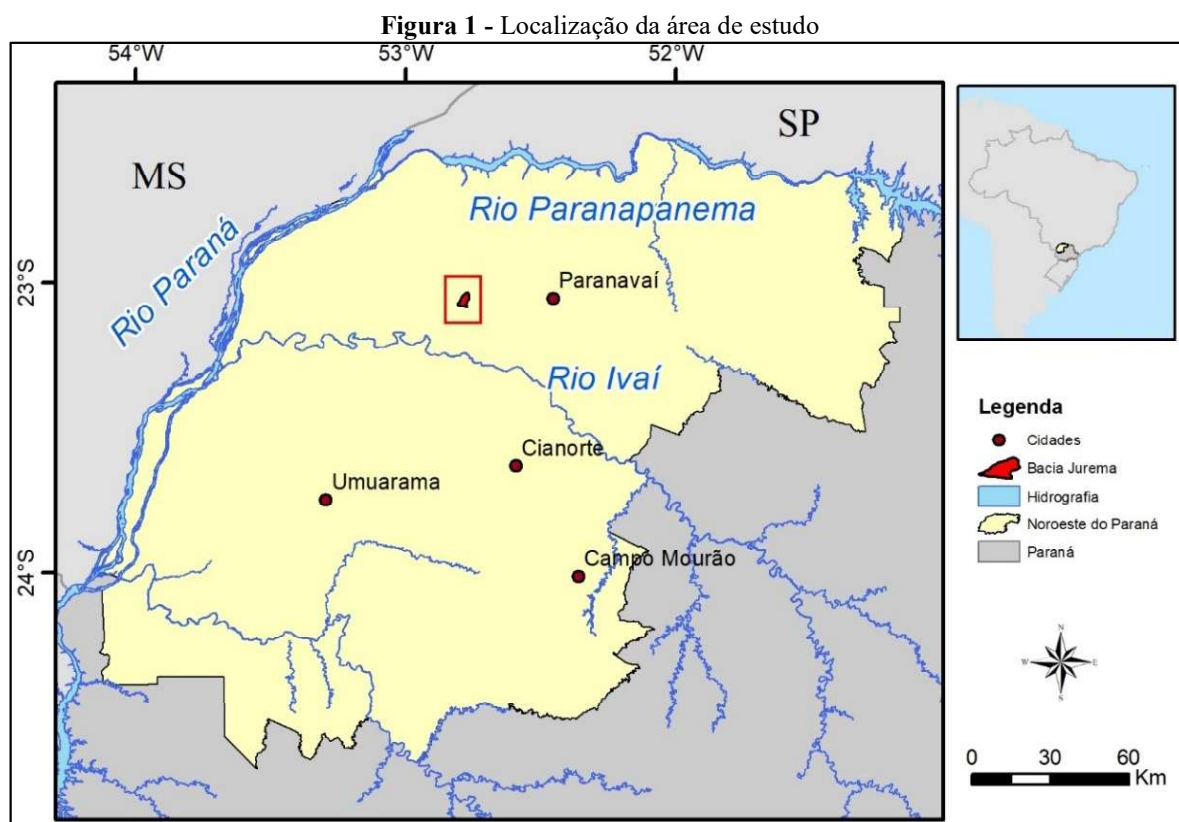 Figura 1 - Localização da área de estudo
54°W
53°W
52°W
MS
SP
Rio Paranapanema
Rio Paraná
23°S
Paranavaí
Rio Ivaí
Cianorte
Umuarama
24°S
Campo Mourão
Legenda
Cidades
Bacia Jurema
Hidrografia
Noroeste do Paraná
Paraná
N
W
E
S
0 30 60
Km